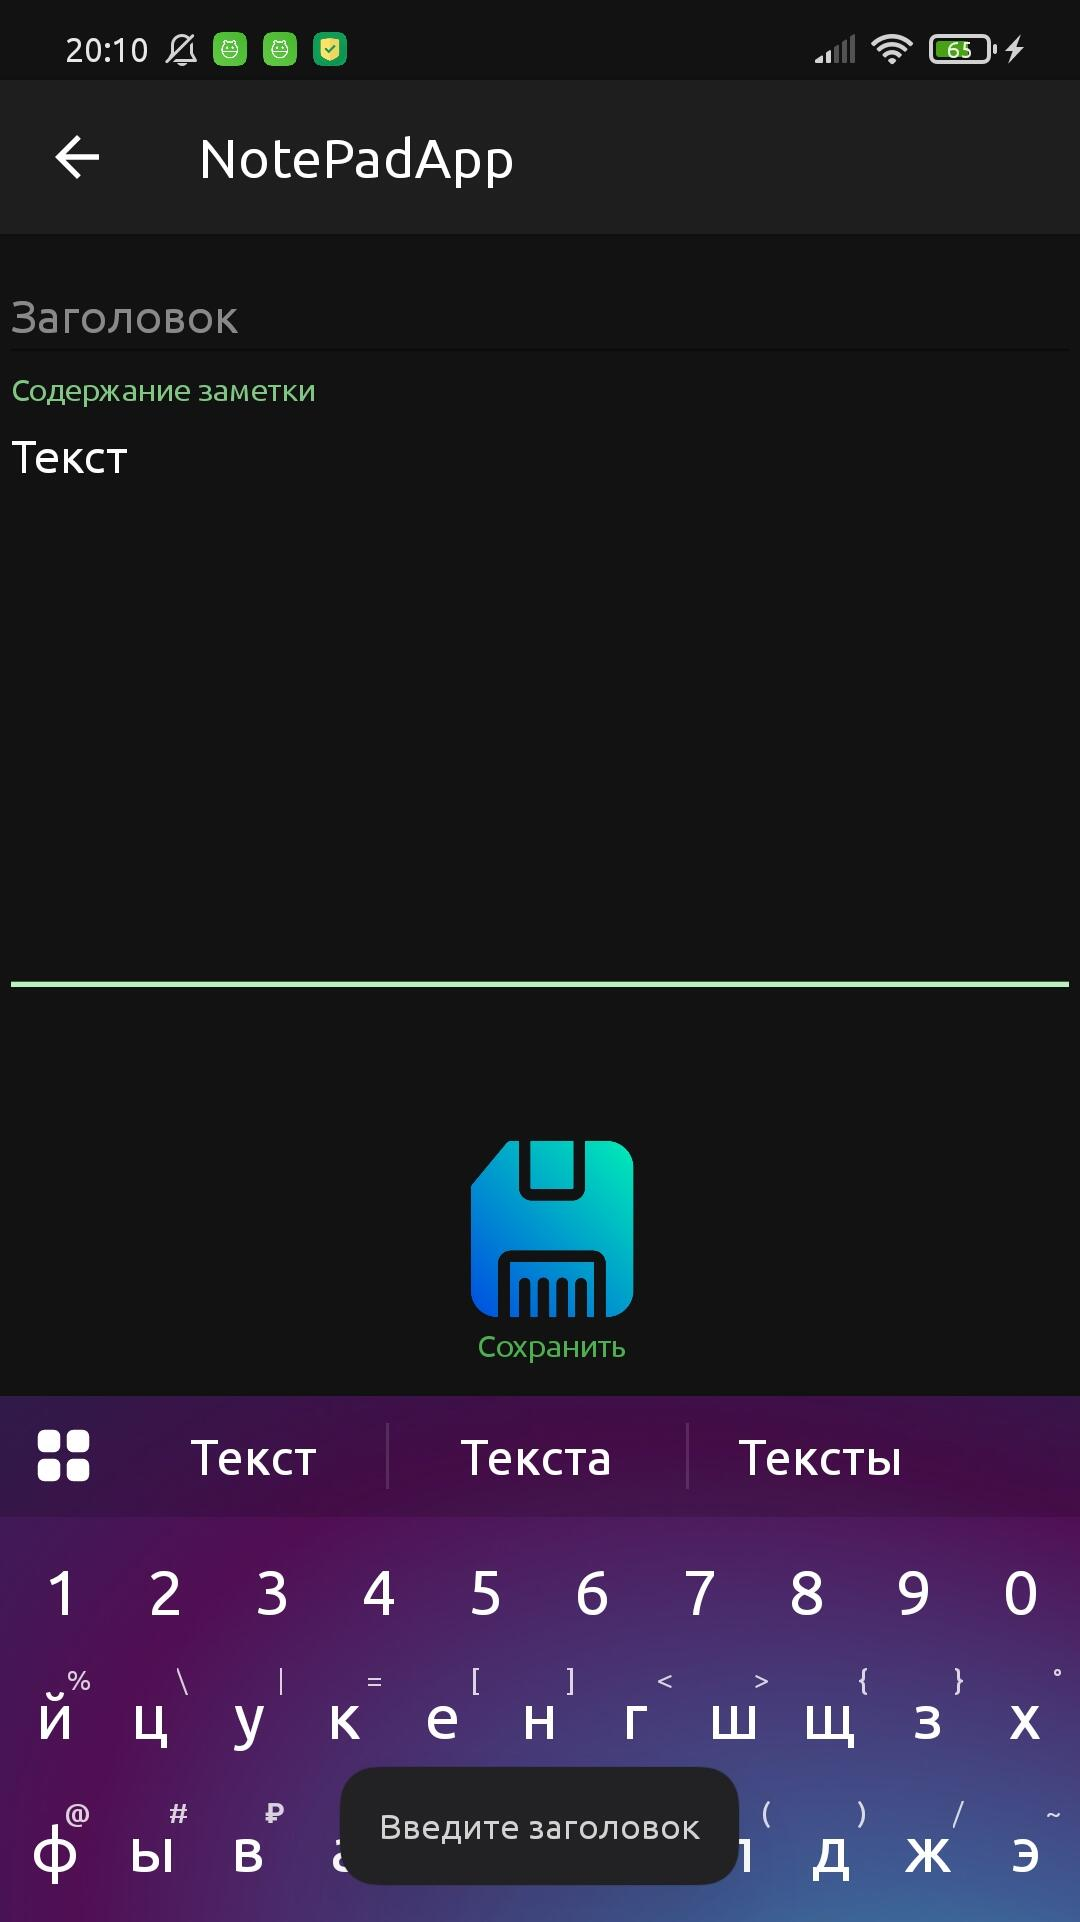 20:10 65
NotePadApp
Заголовок
Содержание заметки
Текст
Сохранить
Текст Текста Тексты
1 2 3 4 5 6 7 8 9 0
% \ | = [ ] < > { } °
й ц у к е н г ш щ з х
@ # ₽ ( ) / ~
ф ы в д ж э
Введите заголовок